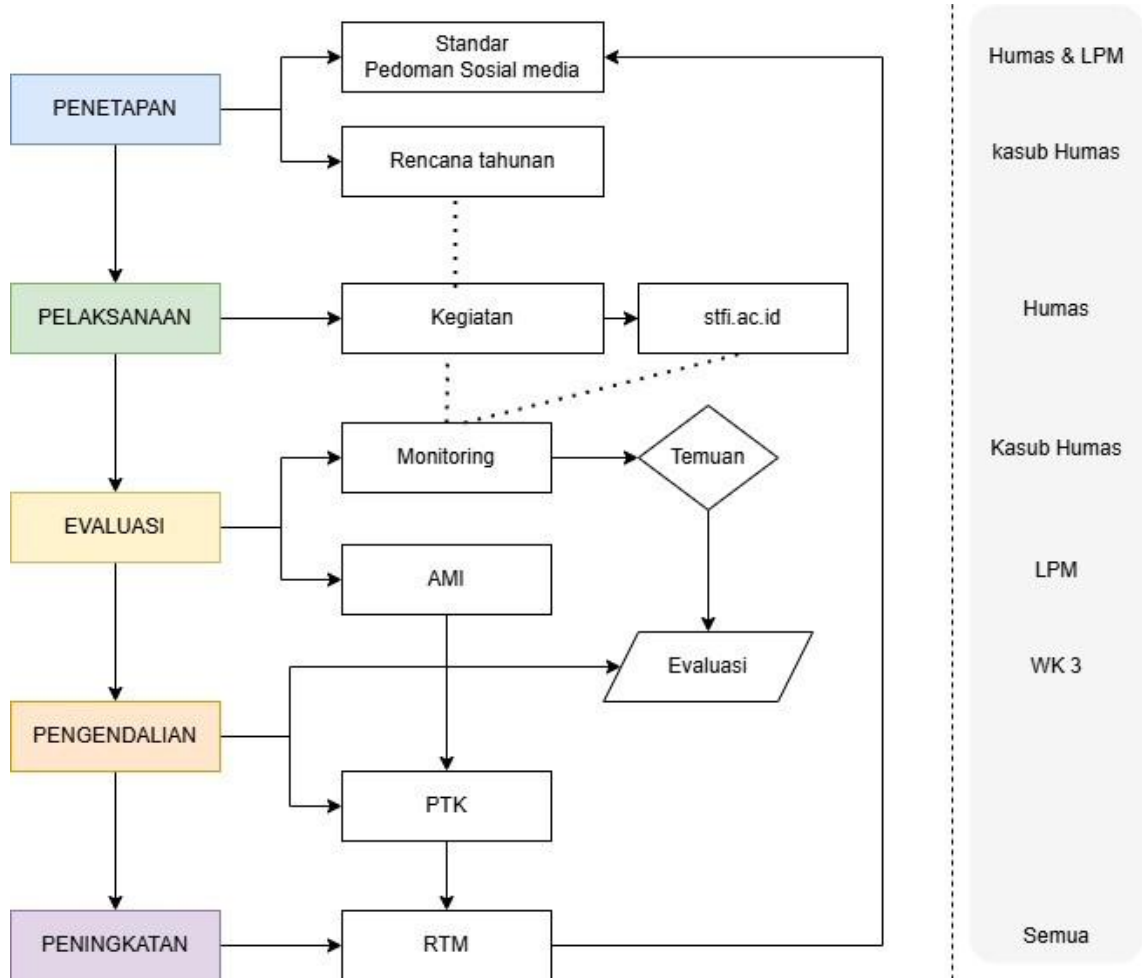 Standar
Pedoman Sosial media
Humas & LPM
PENETAPAN
Rencana tahunan
kasub Humas
PELAKSANAAN
Kegiatan
stfi.ac.id
Humas
Monitoring
Temuan
Kasub Humas
EVALUASI
AMI
LPM
Evaluasi
WK 3
PENGENDALIAN
PTK
PENINGKATAN
RTM
Semua